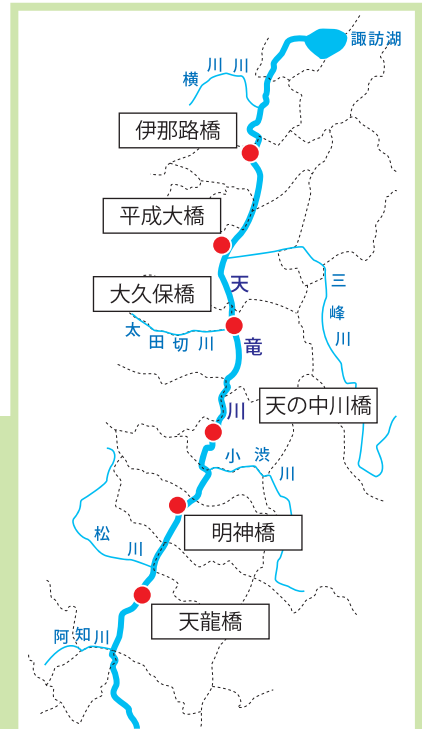 諏訪湖
横川川
伊那路橋
平成大橋
大久保橋
天竜川
三峰川
太田切川
天の中川橋
小渋川
明神橋
松川
天龍橋
阿知川